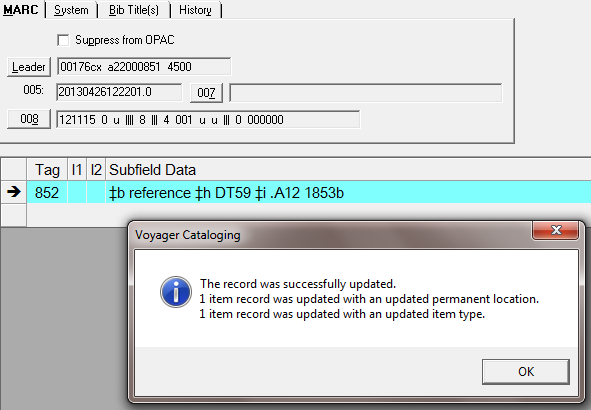 MARC System Bib Title(s) History
Suppress from OPAC
Leader 00176cx a22000851 4500
005: 20130426122201.0 007
008 121115 0 u |||| 8 ||| 4 001 u u ||| 0 000000
Tag I1 I2 Subfield Data
852 ‡b reference ‡h DT59 ‡i .A12 1853b
Voyager Cataloging
The record was successfully updated.
1 item record was updated with an updated permanent location.
1 item record was updated with an updated item type.
OK